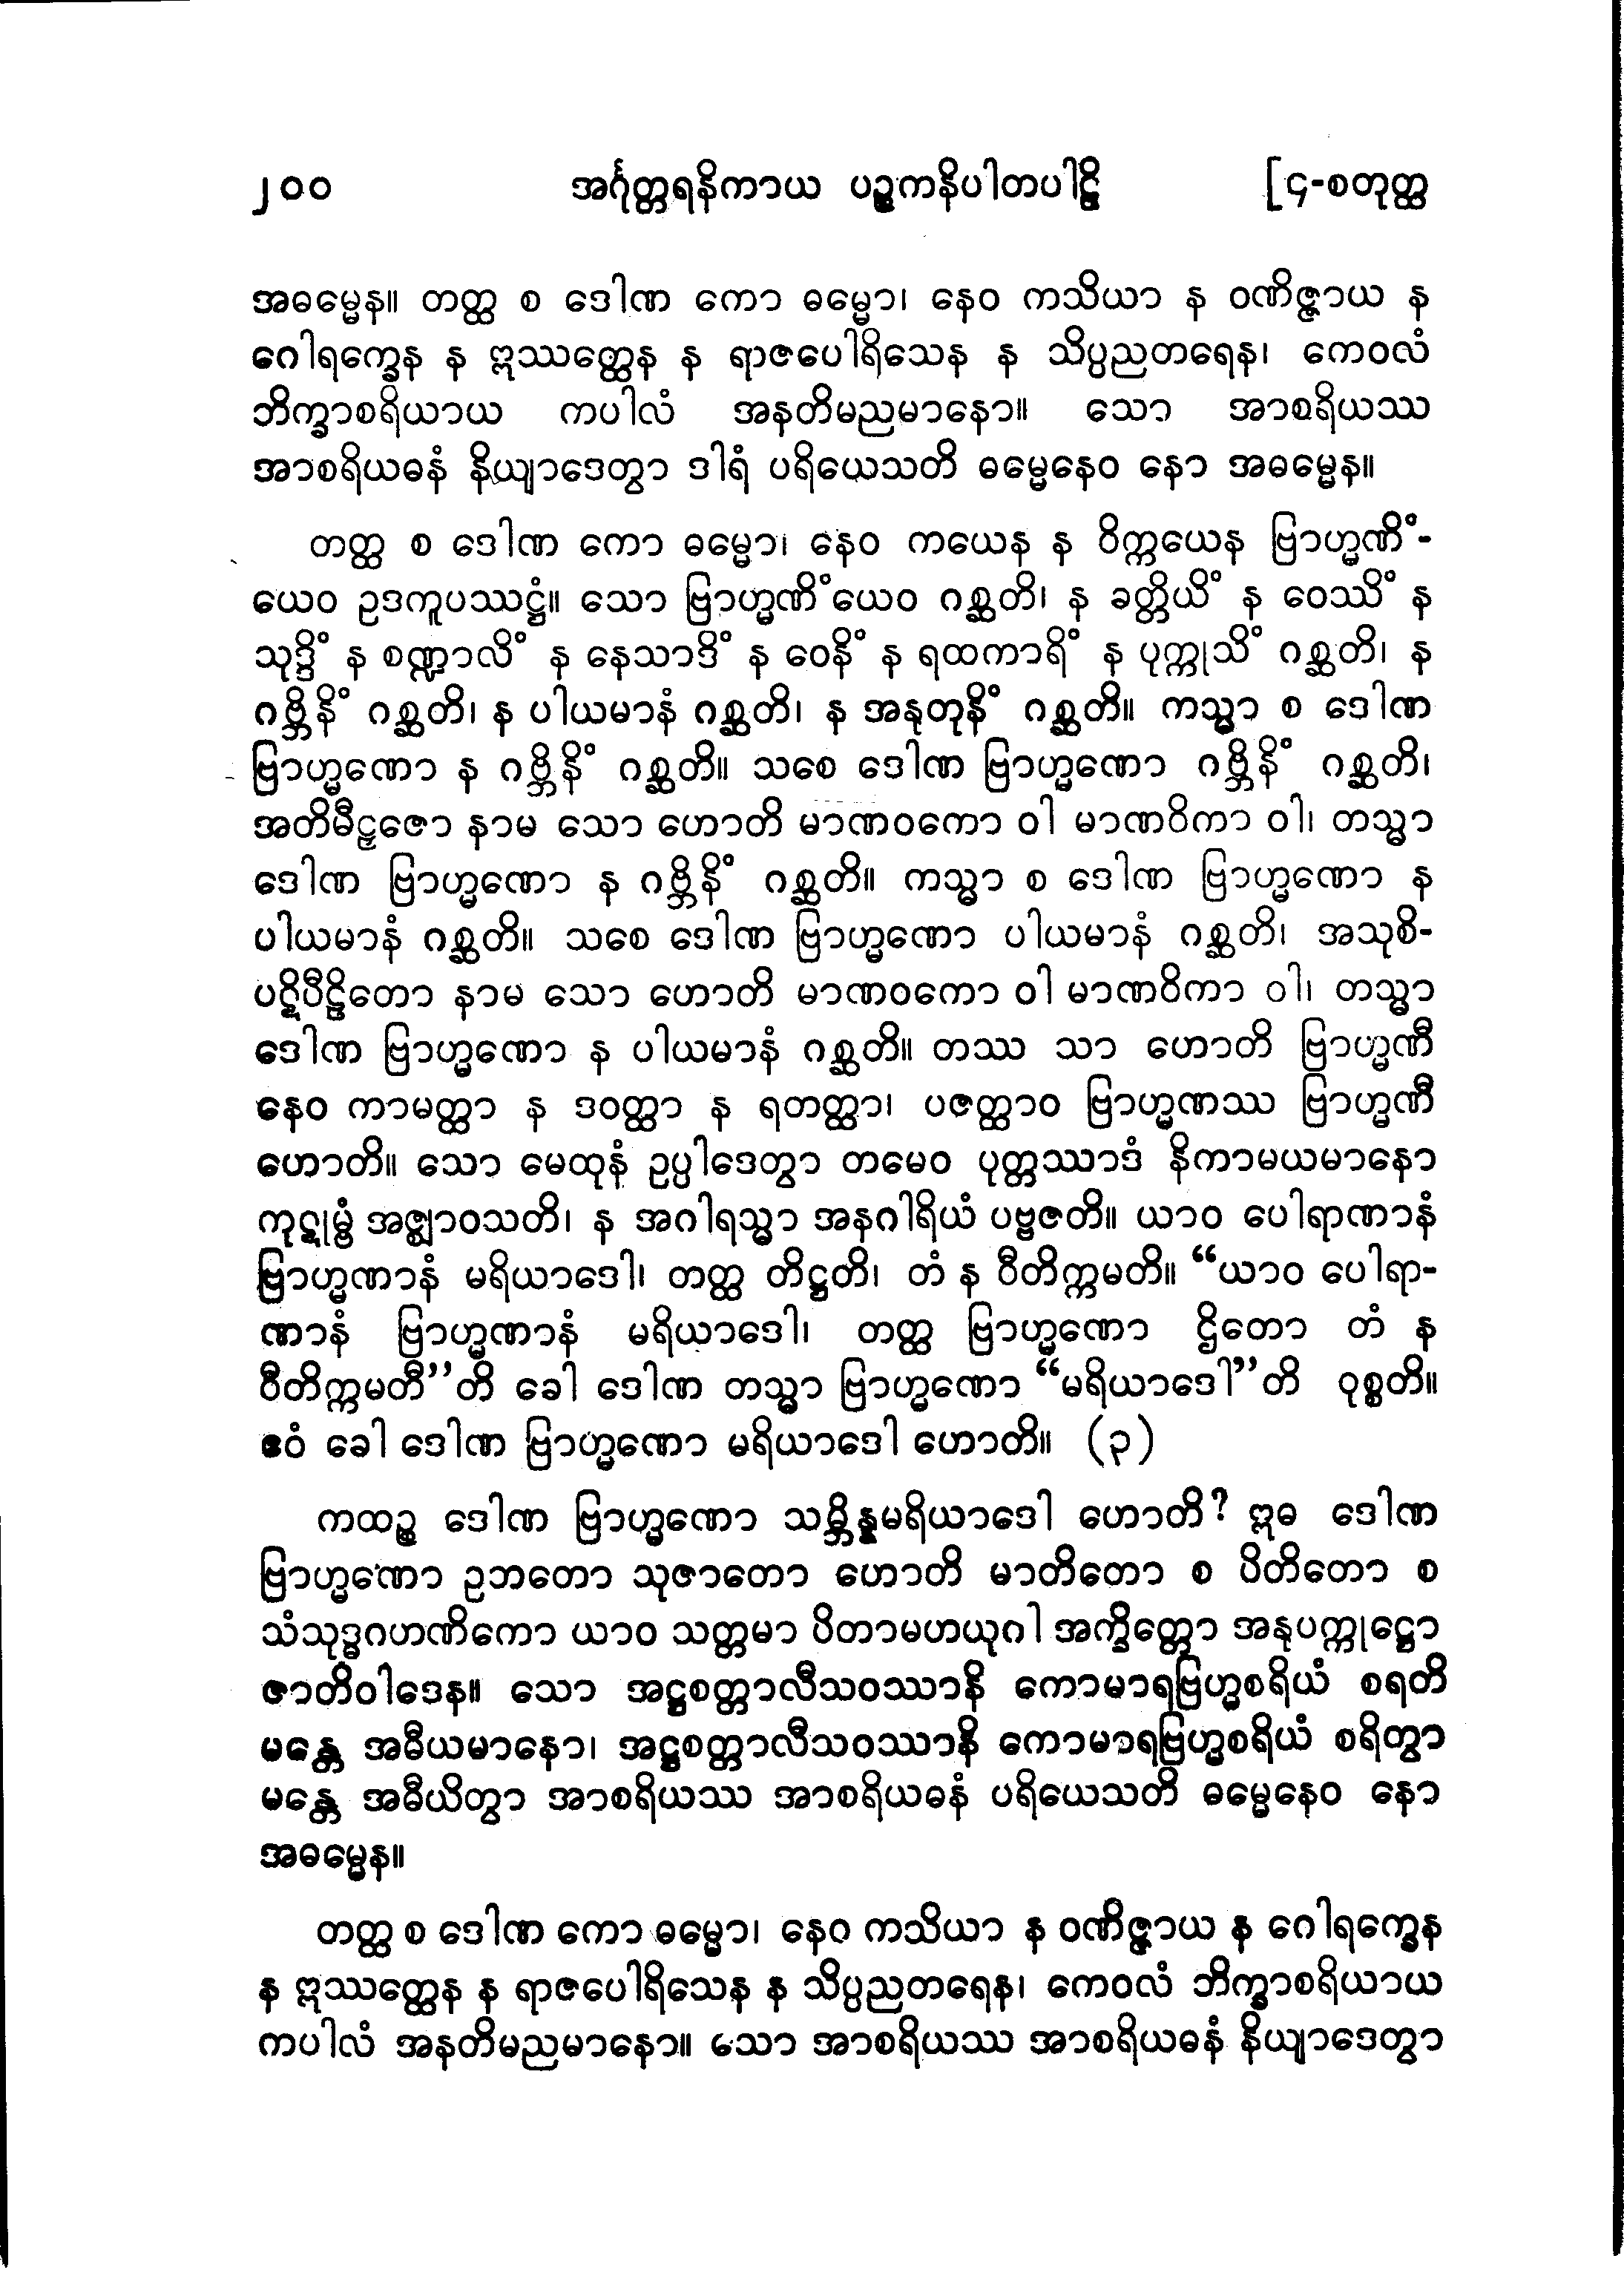 ၂၀၀ အင်္ဂုတ္တရနိကာယ ပဉ္စကနိပါတပါဠိ [၄-စတုတ္ထ
အဓမ္မေန။ တတ္ထ စ ဒေါဏ ကော ဓမ္မော၊ နေဝ ကသိယာ န ဝဏိဇ္ဇာယ န
ဂေါရက္ခေန န ဣဿတ္ထေန န ရာဇပေါရိသေန န သိပ္ပညတရေန၊ ကေဝလံ
ဘိက္ခာစရိယာယ ကပါလံ အနတိမညမာနော။ သော အာစရိယဿ
အာစရိယဓနံ နိယျာဒေတွာ ဒါရံ ပရိယေသတိ ဓမ္မေနေဝ နော အဓမ္မေန။
တတ္ထ စ ဒေါဏ ကော ဓမ္မော၊ နေဝ ကယေန န ဝိက္ကယေန ဗြာဟ္မဏိံ-
ယေဝ ဥဒကူပဿဋ္ဌံ။ သော ဗြာဟ္မဏိံယေဝ ဂစ္ဆတိ၊ န ခတ္တိယိံ န ဝေဿိံ န
သုဒ္ဒိံ န စဏ္ဍာလိံ န နေသာဒိံ န ဝေနိံ န ရထကာရိံ န ပုက္ကုသိံ ဂစ္ဆတိ၊ န
ဂဗ္ဘိနိံ ဂစ္ဆတိ၊ န ပါယမာနံ ဂစ္ဆတိ၊ န အနုတုနိံ ဂစ္ဆတိ။ ကသ္မာ စ ဒေါဏ
ဗြာဟ္မဏော န ဂဗ္ဘိနိံ ဂစ္ဆတိ။ သစေ ဒေါဏ ဗြာဟ္မဏော ဂဗ္ဘိနိံ ဂစ္ဆတိ၊
အတိမီဠှဇော နာမ သော ဟောတိ မာဏဝကော ဝါ မာဏဝိကာ ဝါ၊ တသ္မာ
ဒေါဏ ဗြာဟ္မဏော န ဂဗ္ဘိနိံ ဂစ္ဆတိ။ ကသ္မာ စ ဒေါဏ ဗြာဟ္မဏော န
ပါယမာနံ ဂစ္ဆတိ။ သစေ ဒေါဏ ဗြာဟ္မဏော ပါယမာနံ ဂစ္ဆတိ၊ အသုစိ-
ပဋိပီဠိတော နာမ သော ဟောတိ မာဏဝကော ဝါ မာဏဝိကာ ဝါ၊ တသ္မာ
ဒေါဏ ဗြာဟ္မဏော န ပါယမာနံ ဂစ္ဆတိ။ တဿ သာ ဟောတိ ဗြာဟ္မဏီ
နေဝ ကာမတ္ထာ န ဒဝတ္ထာ န ရတတ္ထာ၊ ပဇတ္ထာဝ ဗြာဟ္မဏဿ ဗြာဟ္မဏီ
ဟောတိ။ သော မေထုနံ ဥပ္ပါဒေတွာ တမေဝ ပုတ္တဿာဒံ နိကာမယမာနော
ကုဋုမ္ဗံ အဇ္ဈာဝသတိ၊ န အဂါရသ္မာ အနဂါရိယံ ပဗ္ဗဇတိ။ ယာဝ ပေါရာဏာနံ
ဗြာဟ္မဏာနံ မရိယာဒေါ၊ တတ္ထ တိဋ္ဌတိ၊ တံ န ဝီတိက္ကမတိ။ “ယာဝ ပေါရာ-
ဏာနံ ဗြာဟ္မဏာနံ မရိယာဒေါ၊ တတ္ထ ဗြာဟ္မဏော ဌိတော တံ န
ဝီတိက္ကမတီ”တိ ခေါ ဒေါဏ တသ္မာ ဗြာဟ္မဏော “မရိယာဒေါ”တိ ဝုစ္စတိ။
ဧဝံ ခေါ ဒေါဏ ဗြာဟ္မဏော မရိယာဒေါ ဟောတိ။ (၃)
ကထဉ္စ ဒေါဏ ဗြာဟ္မဏော သမ္ဘိန္နမရိယာဒေါ ဟောတိ? ဣဓ ဒေါဏ
ဗြာဟ္မဏော ဥဘတော သုဇာတော ဟောတိ မာတိတော စ ပိတိတော စ
သံသုဒ္ဓဂဟဏိကော ယာဝ သတ္တမာ ပိတာမဟယုဂါ အက္ခိတ္တော အနုပက္ကုဋ္ဌော
ဇာတိဝါဒေန။ သော အဋ္ဌစတ္တာလီသဝဿာနိ ကောမာရဗြဟ္မစရိယံ စရတိ
မန္တေ အဓီယမာနော၊ အဋ္ဌစတ္တာလီသဝဿာနိ ကောမာရဗြဟ္မစရိယံ စရိတွာ
မန္တေ အဓီယိတွာ အာစရိယဿ အာစရိယဓနံ ပရိယေသတိ ဓမ္မေနေဝ နော
အဓမ္မေန။
တတ္ထ စ ဒေါဏ ကော ဓမ္မော၊ နေဝ ကသိယာ န ဝဏိဇ္ဇာယ န ဂေါရက္ခေန
န ဣဿတ္ထေန န ရာဇပေါရိသေန န သိပ္ပညတရေန၊ ကေဝလံ ဘိက္ခာစရိယာယ
ကပါလံ အနတိမညမာနော။ သော အာစရိယဿ အာစရိယဓနံ နိယျာဒေတွာ